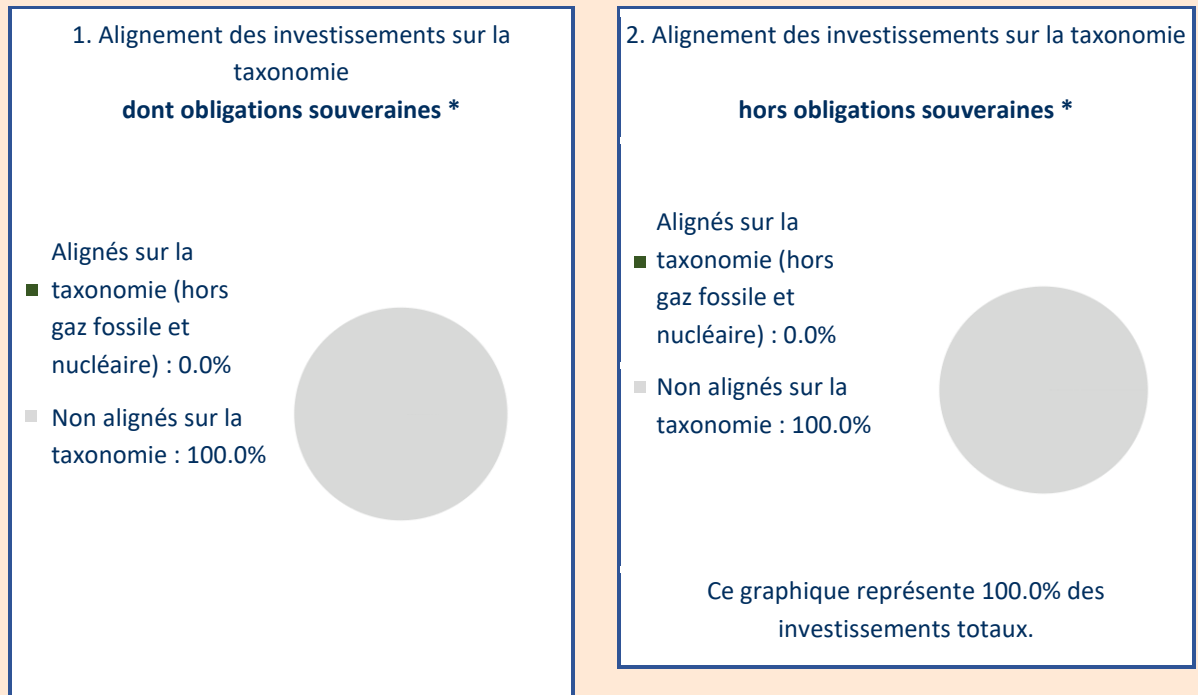 1. Alignement des investissements sur la
taxonomie
dont obligations souveraines *
Alignés sur la
taxonomie (hors
gaz fossile et
nucléaire) : 0.0%
Non alignés sur la
taxonomie : 100.0%
2. Alignement des investissements sur la taxonomie
hors obligations souveraines *
Alignés sur la
taxonomie (hors
gaz fossile et
nucléaire) : 0.0%
Non alignés sur la
taxonomie : 100.0%
Ce graphique représente 100.0% des
investissements totaux.